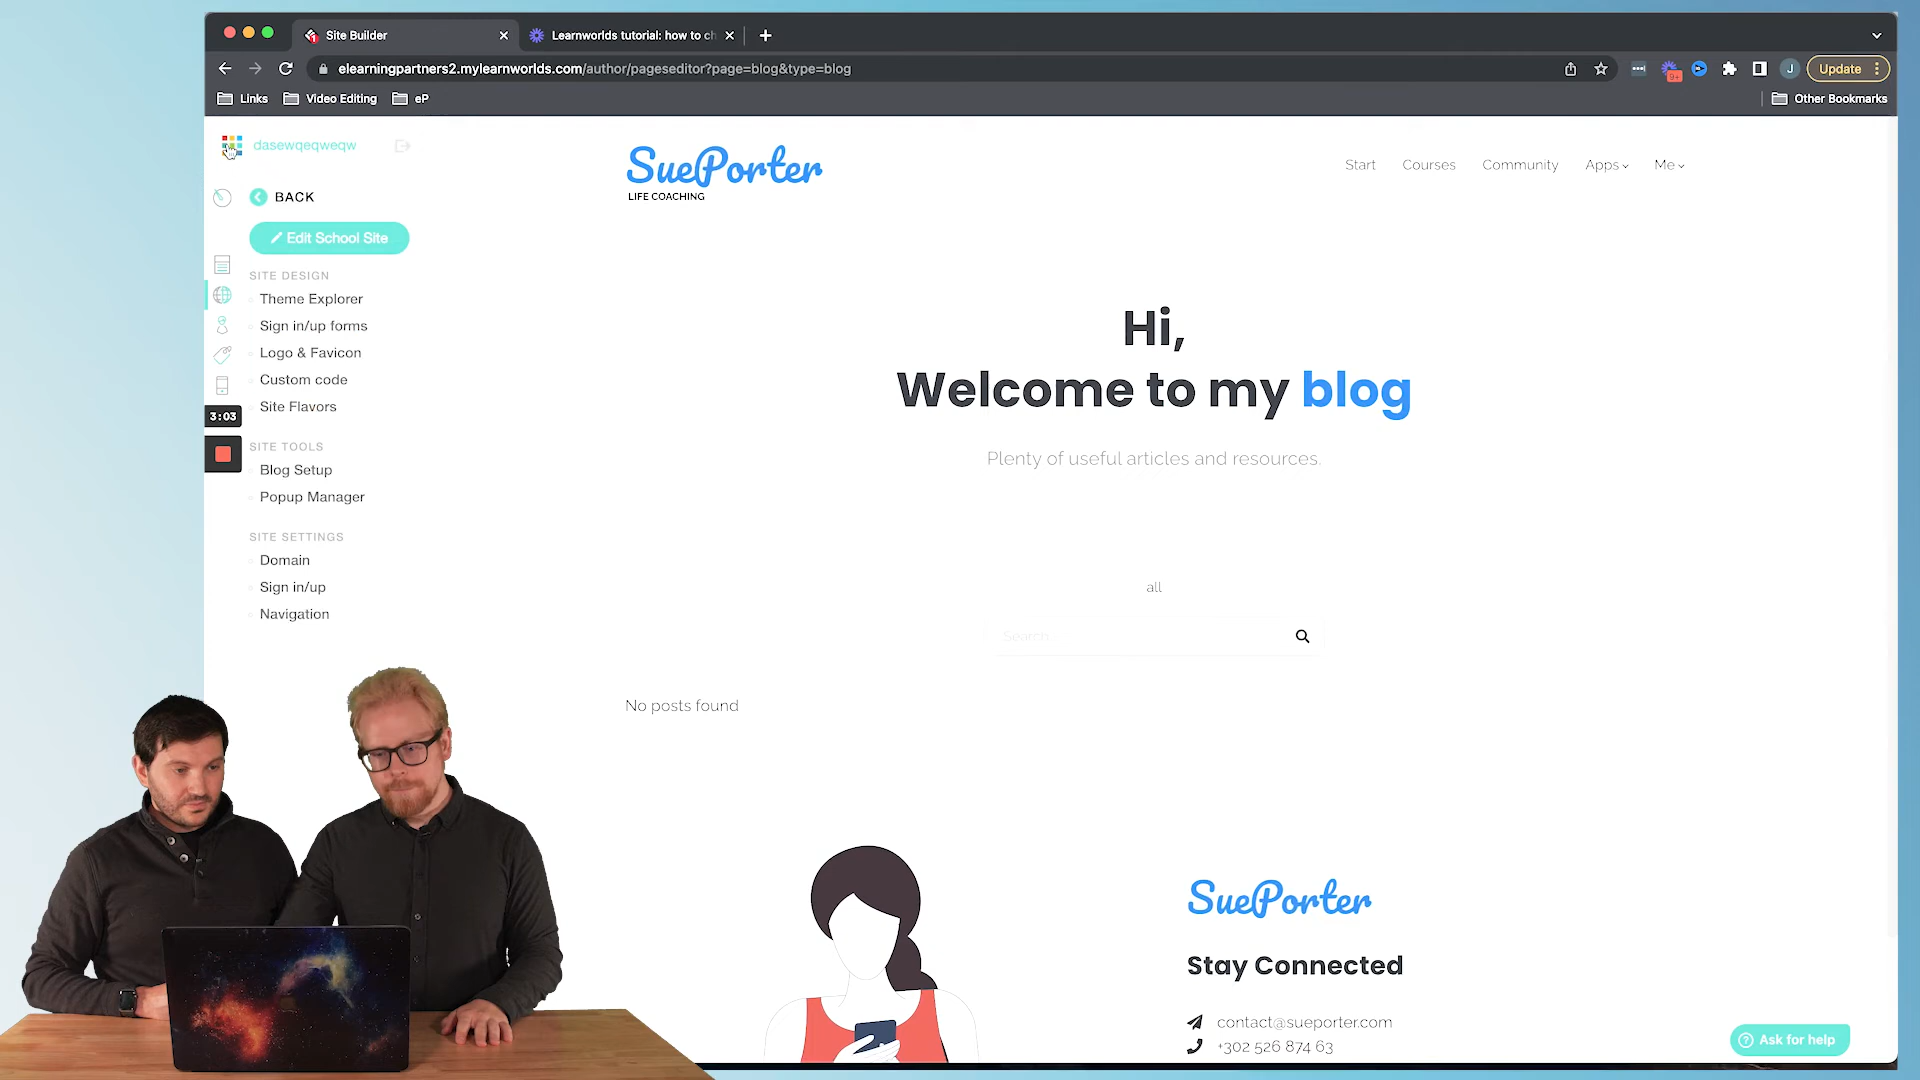 Site Builder
Learnworlds tutorial: how to ch
elearningpartners2.mylearnworlds.com/author/pageseditor?page=blog&type=blog
9+
J
Update
Links
Video Editing
eP
Other Bookmarks
dasewqeqweqw
BACK
Edit School Site
SITE DESIGN
Theme Explorer
Sign in/up forms
Logo & Favicon
Custom code
Site Flavors
3:03
SITE TOOLS
Blog Setup
Popup Manager
SITE SETTINGS
Domain
Sign in/up
Navigation
SuePorter
LIFE COACHING
Start
Courses
Community
Apps
Me
Hi,
Welcome to my blog
Plenty of useful articles and resources.
all
Search
No posts found
SuePorter
Stay Connected
contact@sueporter.com
+302 526 874 63
Ask for help